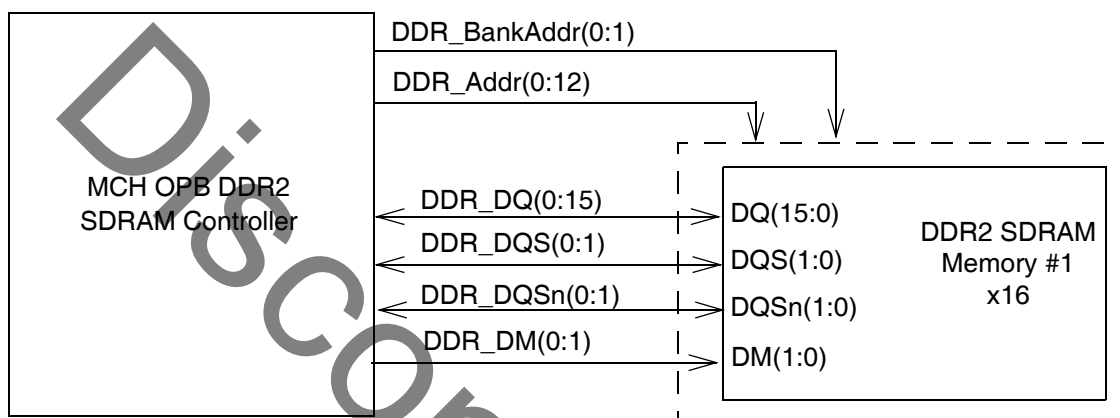 DDR_BankAddr(0:1)
DDR_Addr(0:12)
MCH OPB DDR2
SDRAM Controller
DDR_DQ(0:15)
DDR_DQS(0:1)
DDR_DQSn(0:1)
DDR_DM(0:1)
DQ(15:0)
DQS(1:0)
DQSn(1:0)
DM(1:0)
DDR2 SDRAM
Memory #1
x16
Discon